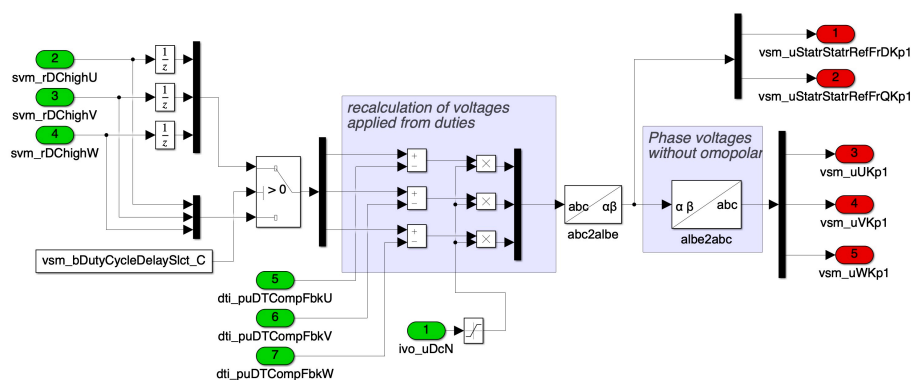 2
svm_rDChighU
3
svm_rDChighV
4
svm_rDChighW
1
z
1
z
1
z
> 0
vsm_bDutyCycleDelaySlct_C
recalculation of voltages
applied from duties
+
−
+
−
+
−
×
×
×
5
dti_puDTCompFbkU
6
dti_puDTCompFbkV
7
dti_puDTCompFbkW
1
ivo_uDcN
abc
αβ
abc2albe
Phase voltages
without omopolar
α β
abc
albe2abc
1
vsm_uStatrStatrRefFrDKp1
2
vsm_uStatrStatrRefFrQKp1
3
vsm_uUKp1
4
vsm_uVKp1
5
vsm_uWKp1